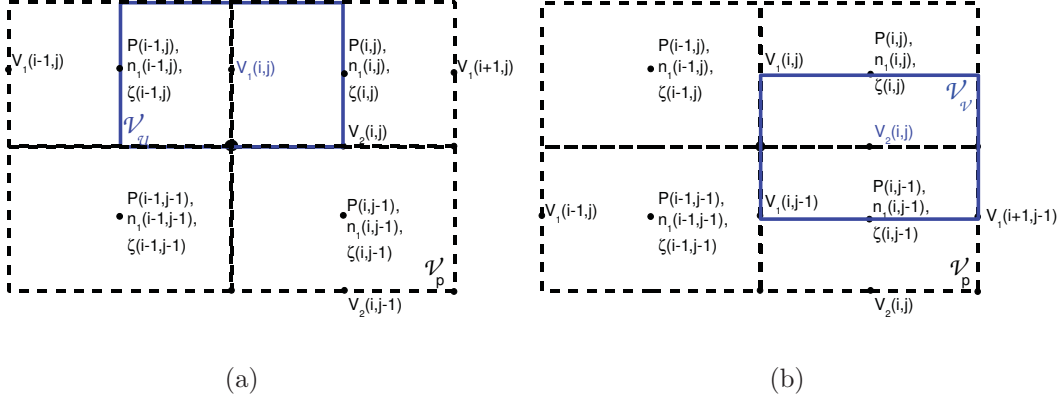 V₁(i-1,j)
P(i-1,j),
n₁(i-1,j),
ζ(i-1,j)
V₁(i,j)
P(i,j),
n₁(i,j),
ζ(i,j)
V₁(i+1,j)
𝒱𝓊
V₂(i,j)
P(i-1,j-1),
n₁(i-1,j-1),
ζ(i-1,j-1)
P(i,j-1),
n₁(i,j-1),
ζ(i,j-1)
𝒱p
V₂(i,j-1)
(a)
P(i-1,j),
n₁(i-1,j),
ζ(i-1,j)
V₁(i,j)
P(i,j),
n₁(i,j),
ζ(i,j)
𝒱𝓋
V₂(i,j)
V₁(i-1,j)
P(i-1,j-1),
n₁(i-1,j-1),
ζ(i-1,j-1)
V₁(i,j-1)
P(i,j-1),
n₁(i,j-1),
ζ(i,j-1)
V₁(i+1,j-1)
𝒱p
V₂(i,j)
(b)